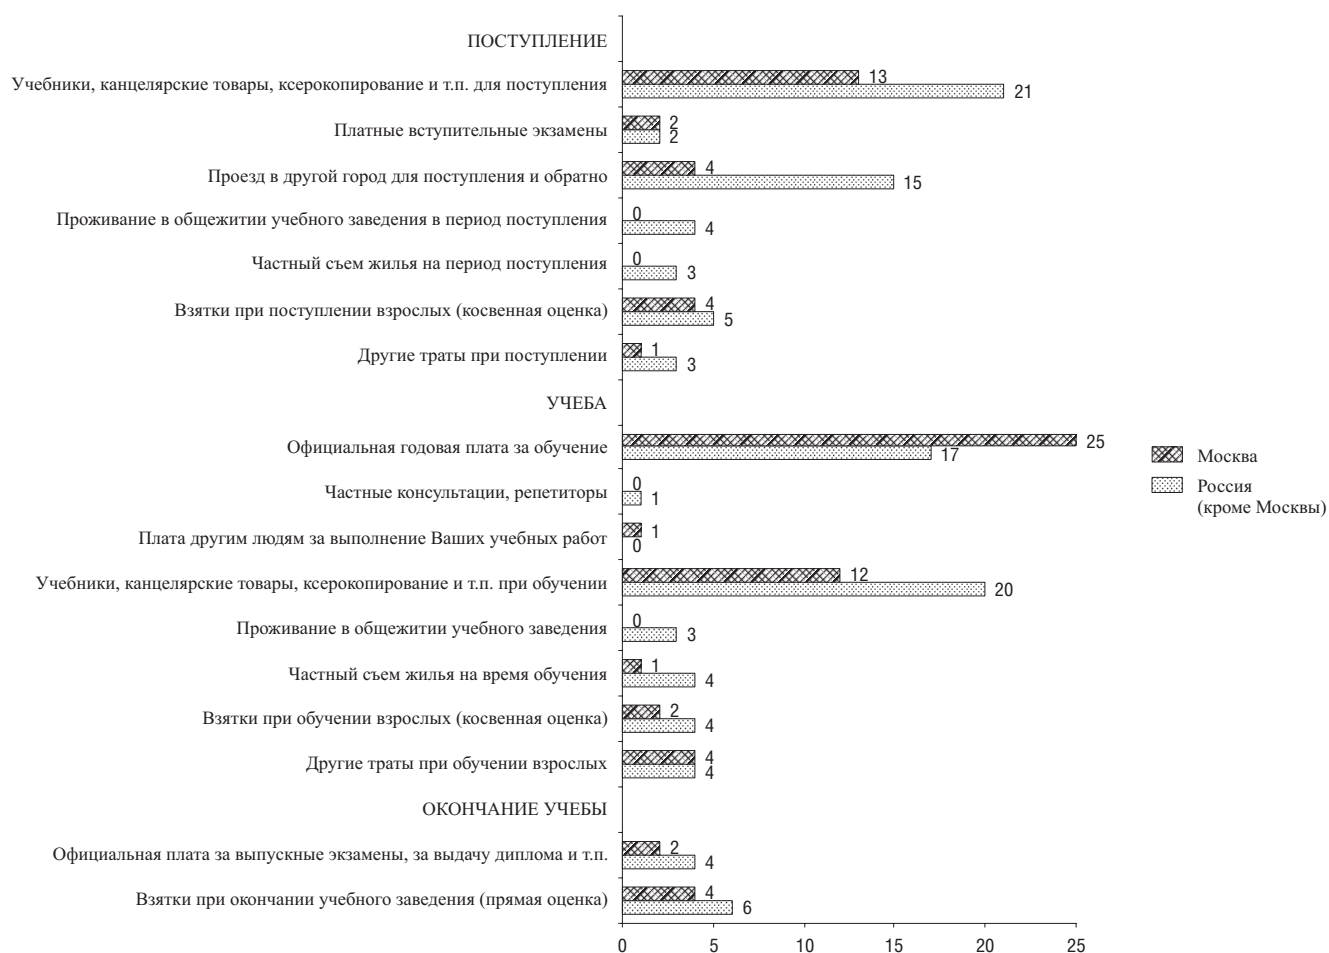 ПОСТУПЛЕНИЕ
Учебники, канцелярские товары, ксерокопирование и т.п. для поступления
13
21
Платные вступительные экзамены
2
2
Проезд в другой город для поступления и обратно
4
15
Проживание в общежитии учебного заведения в период поступления
0
4
Частный съем жилья на период поступления
0
3
Взятки при поступлении взрослых (косвенная оценка)
4
5
Другие траты при поступлении
1
3
УЧЕБА
Официальная годовая плата за обучение
25
17
Частные консультации, репетиторы
0
1
Плата другим людям за выполнение Ваших учебных работ
1
0
Учебники, канцелярские товары, ксерокопирование и т.п. при обучении
12
20
Проживание в общежитии учебного заведения
0
3
Частный съем жилья на время обучения
1
4
Взятки при обучении взрослых (косвенная оценка)
2
4
Другие траты при обучении взрослых
4
4
ОКОНЧАНИЕ УЧЕБЫ
Официальная плата за выпускные экзамены, за выдачу диплома и т.п.
2
4
Взятки при окончании учебного заведения (прямая оценка)
4
6
0 5 10 15 20 25
Москва
Россия
(кроме Москвы)